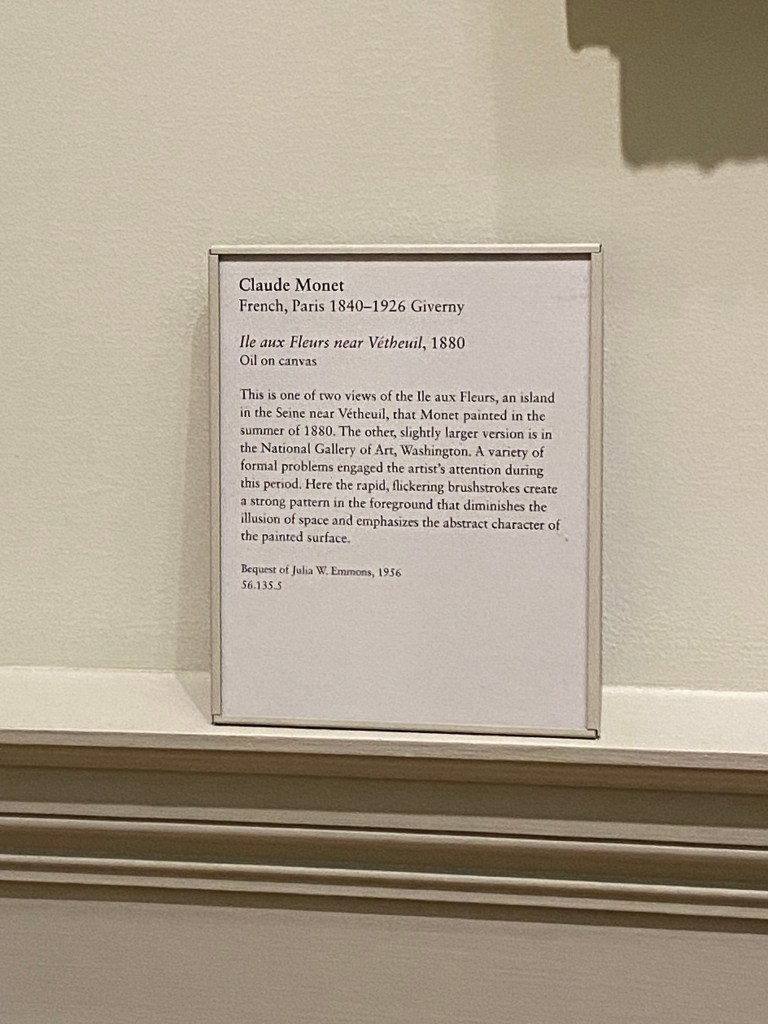 Claude Monet
French, Paris 1840–1926 Giverny
Ile aux Fleurs near Vétheuil, 1880
Oil on canvas
This is one of two views of the Ile aux Fleurs, an island
in the Seine near Vétheuil, that Monet painted in the
summer of 1880. The other, slightly larger version is in
the National Gallery of Art, Washington. A variety of
formal problems engaged the artist's attention during
this period. Here the rapid, flickering brushstrokes create
a strong pattern in the foreground that diminishes the
illusion of space and emphasizes the abstract character of
the painted surface.
Bequest of Julia W. Emmons, 1956
56.135.5